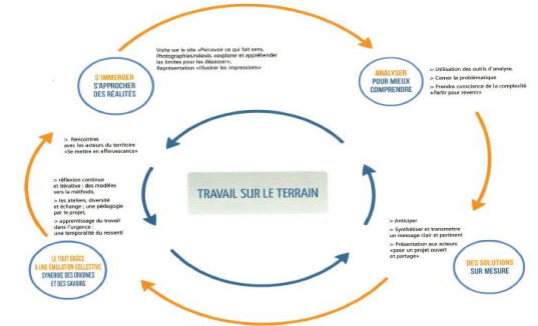 Visite sur le site «Percevoir ce qui fait sens,
Photographies/relevés «explorer et appréhender
les limites pour les dépasser»,
Représentation «Illustrer les impressions»
S'IMMERGER
S'APPROCHER
DES RÉALITÉS
ANALYSER
POUR MIEUX
COMPRENDRE
> Utilisation des outils d'analyse,
> Cerner la problématique
> Prendre conscience de la complexité
«Partir pour revenir»
> Rencontres
avec les acteurs du territoire
«Se mettre en effervescence»
> réflexion continue
et itérative : des modèles
vers la méthode,
> les ateliers, diversité
et échange ; une pédagogie
par le projet,
> apprentissage du travail
dans l'urgence :
une temporalité du ressenti
TRAVAIL SUR LE TERRAIN
> Anticiper
> Synthétiser et transmettre
un message clair et pertinent
> Présentation aux acteurs
«pour un projet ouvert
et partagé»
LE TOUT GRÂCE
À UNE ÉMULATION COLLECTIVE
SYNERGIE DES ORIGINES
ET DES SAVOIRS
DES SOLUTIONS
SUR MESURE